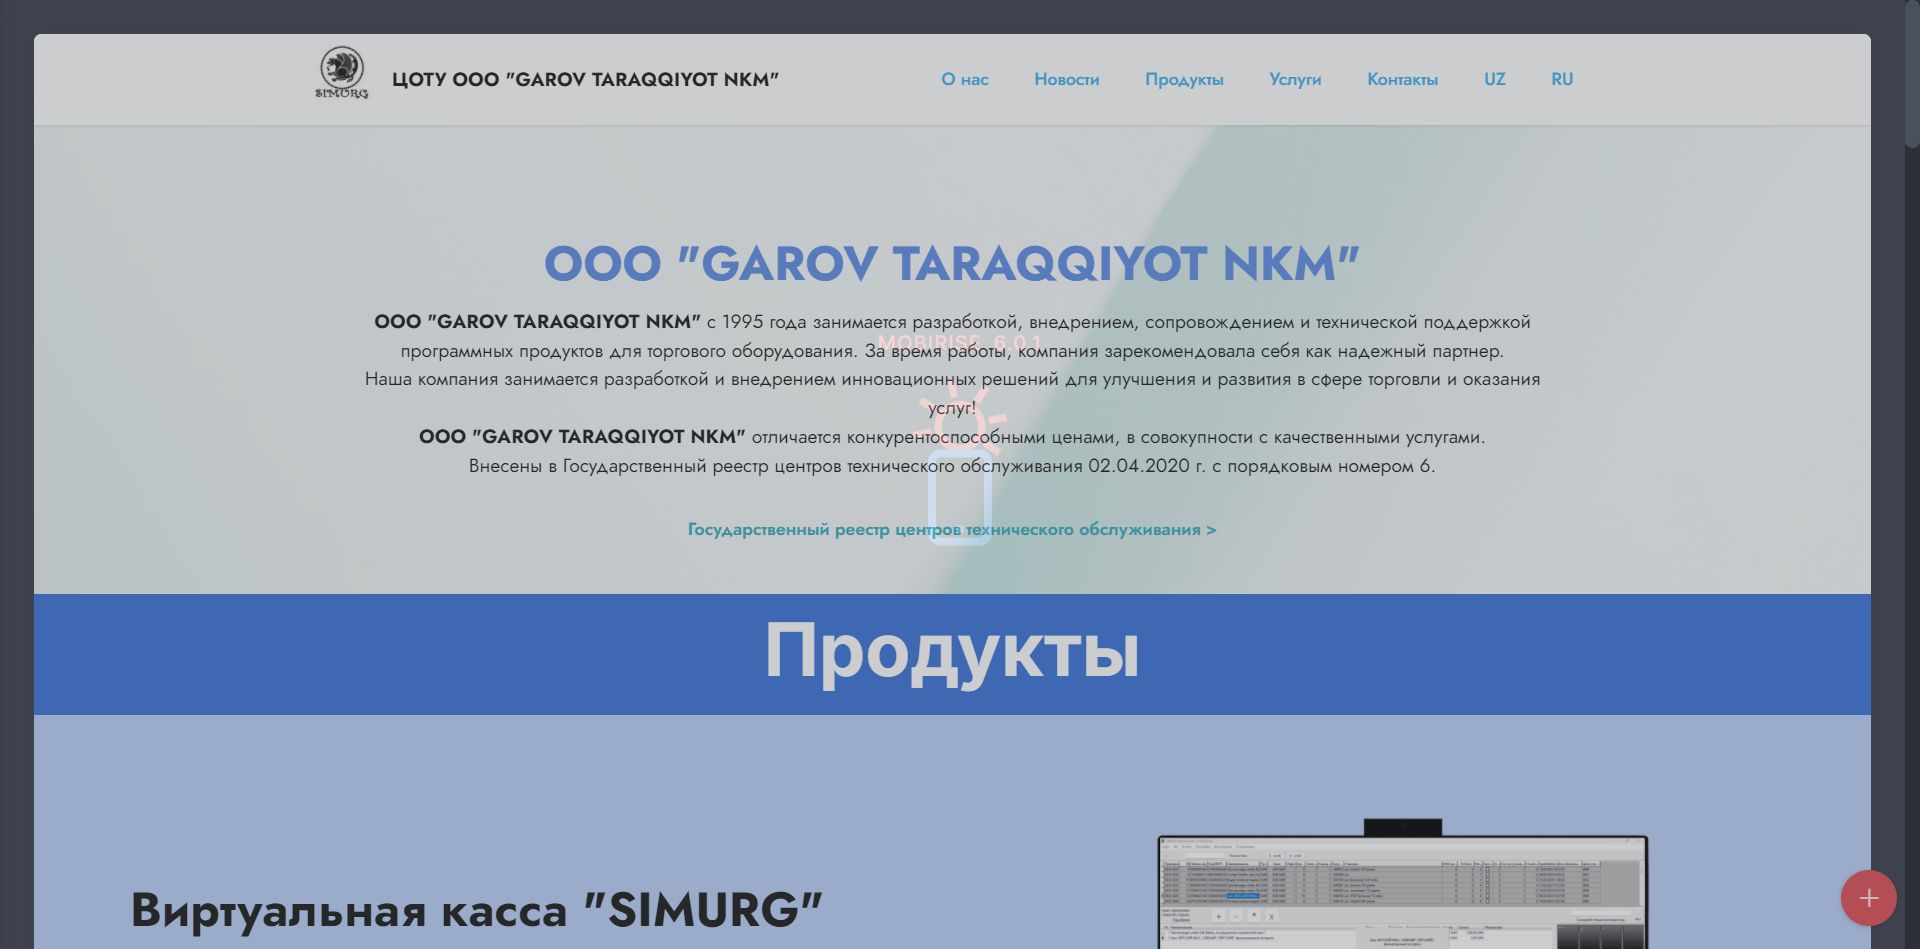 SIMURG
ЦОТУ ООО "GAROV TARAQQIYOT NKM"
О нас
Новости
Продукты
Услуги
Контакты
UZ
RU
ООО "GAROV TARAQQIYOT NKM"
ООО "GAROV TARAQQIYOT NKM" с 1995 года занимается разработкой, внедрением, сопровождением и технической поддержкой
MOBIRISE 6.0.1
программных продуктов для торгового оборудования. За время работы, компания зарекомендовала себя как надежный партнер.
Наша компания занимается разработкой и внедрением инновационных решений для улучшения и развития в сфере торговли и оказания
услуг!
ООО "GAROV TARAQQIYOT NKM" отличается конкурентоспособными ценами, в совокупности с качественными услугами.
Внесены в Государственный реестр центров технического обслуживания 02.04.2020 г. с порядковым номером 6.
Государственный реестр центров технического обслуживания >
Продукты
Виртуальная касса "SIMURG"